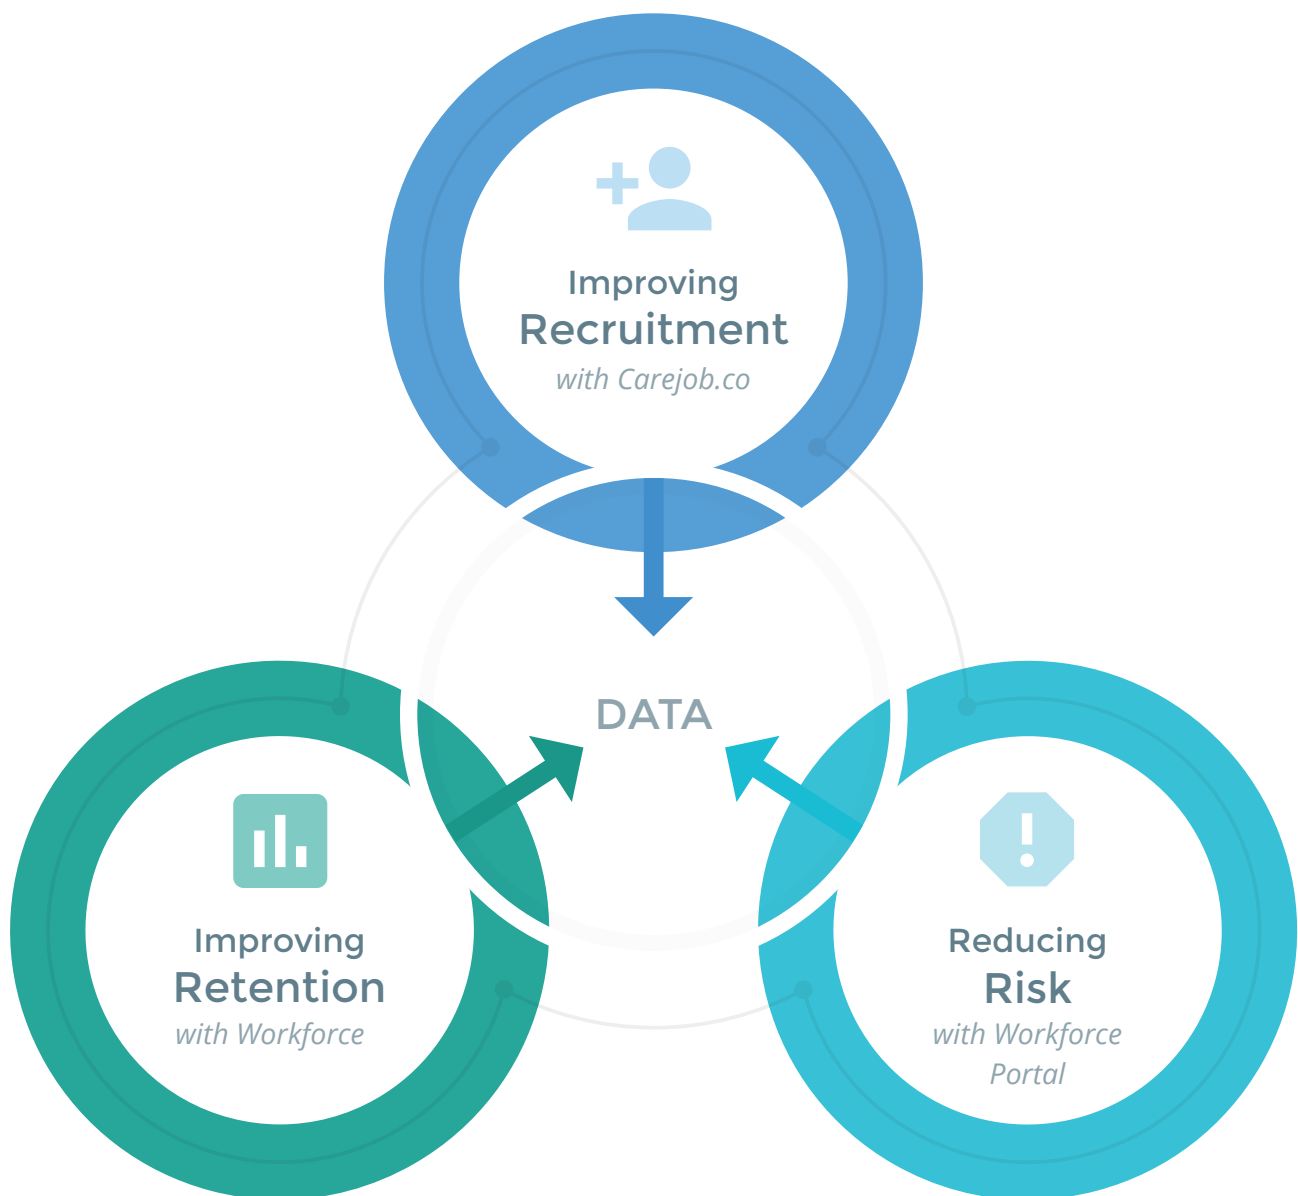 Improving
Recruitment
with Carejob.co
DATA
Improving
Retention
with Workforce
Reducing
Risk
with Workforce
Portal